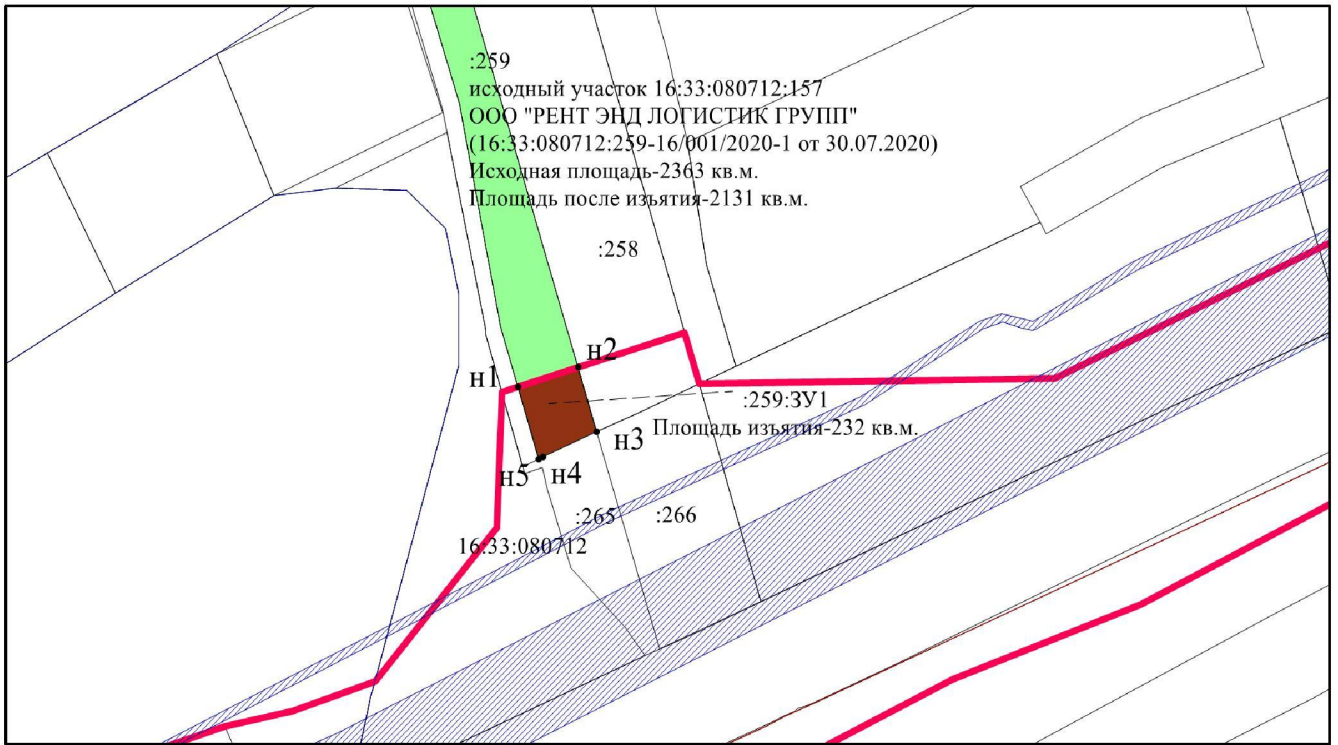 :259
исходный участок 16:33:080712:157
ООО "РЕНТ ЭНД ЛОГИСТИК ГРУПП"
(16:33:080712:259-16/001/2020-1 от 30.07.2020)
Исходная площадь-2363 кв.м.
Площадь после изъятия-2131 кв.м.
:258
н2
н1
:259:ЗУ1
Площадь изъятия-232 кв.м.
н3
н5
н4
:265
:266
16:33:080712